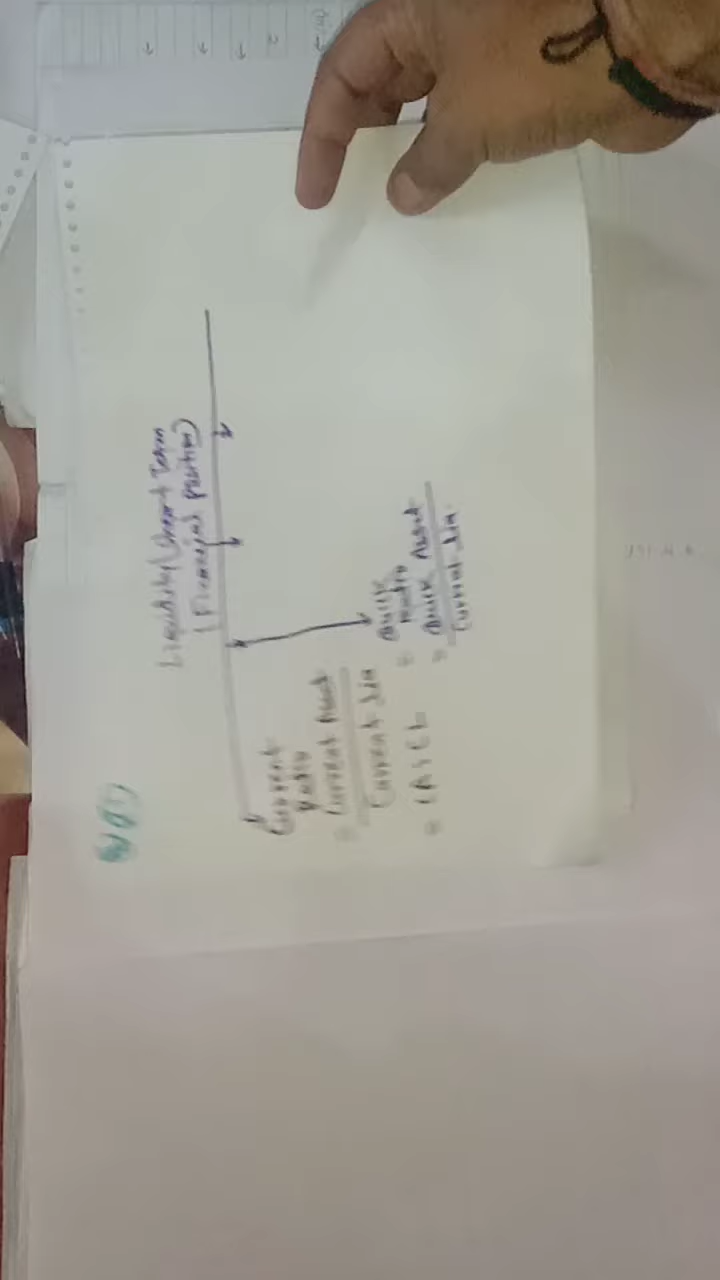 Liquidity/Short Term
(Financial Position)
Current
Ratio
= Current Asset
Current Lia
= CA:CL
Quick
Ratio
= Quick Asset
Current Lia.